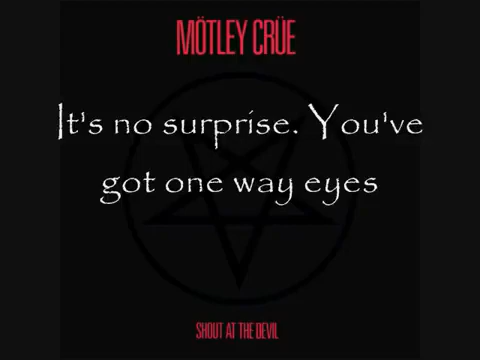 MÖTLEY CRÜE
It's no surprise. You've
got one way eyes
SHOUT AT THE DEVIL